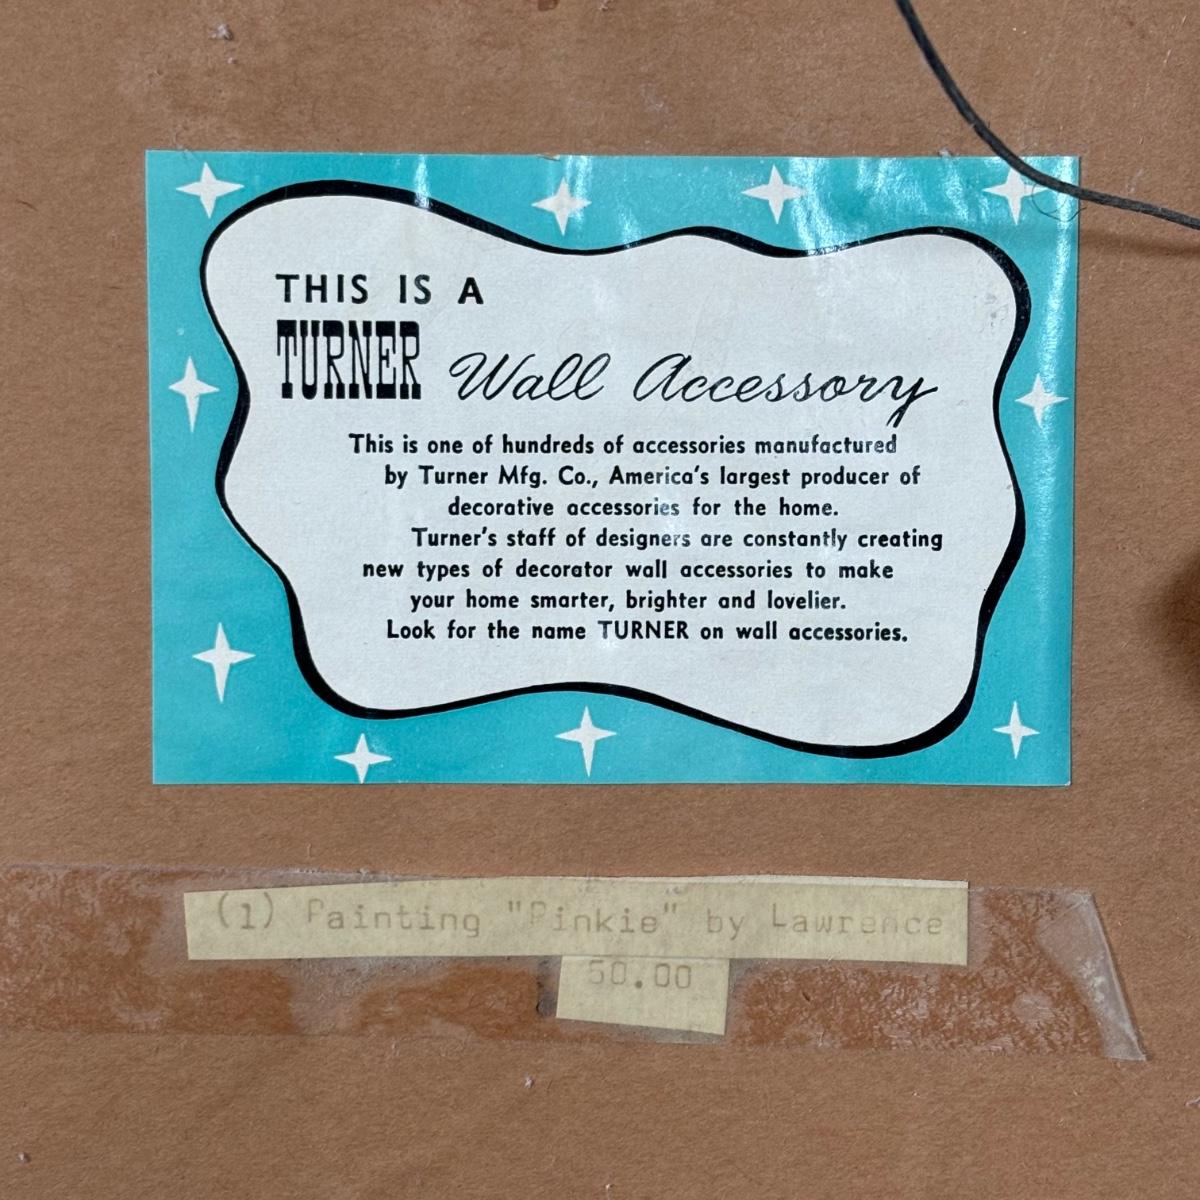 THIS IS A
TURNER Wall Accessory
This is one of hundreds of accessories manufactured
by Turner Mfg. Co., America's largest producer of
decorative accessories for the home.
Turner's staff of designers are constantly creating
new types of decorator wall accessories to make
your home smarter, brighter and lovelier.
Look for the name TURNER on wall accessories.
(1) Painting "Pinkie" by Lawrence
50.00